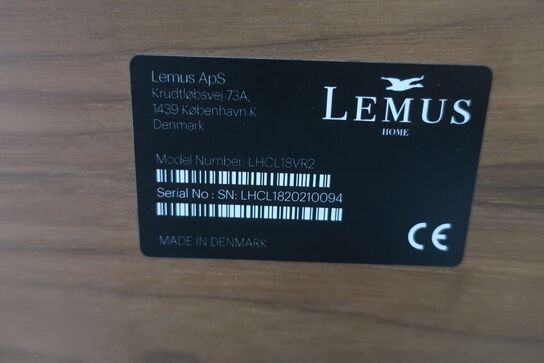 Lemus ApS
Krudtløbsvej 73A,
1439 København K
Denmark
LEMUS
HOME
Model Number: LHCL18VR2
Serial No : SN: LHCL1820210094
MADE IN DENMARK
CE